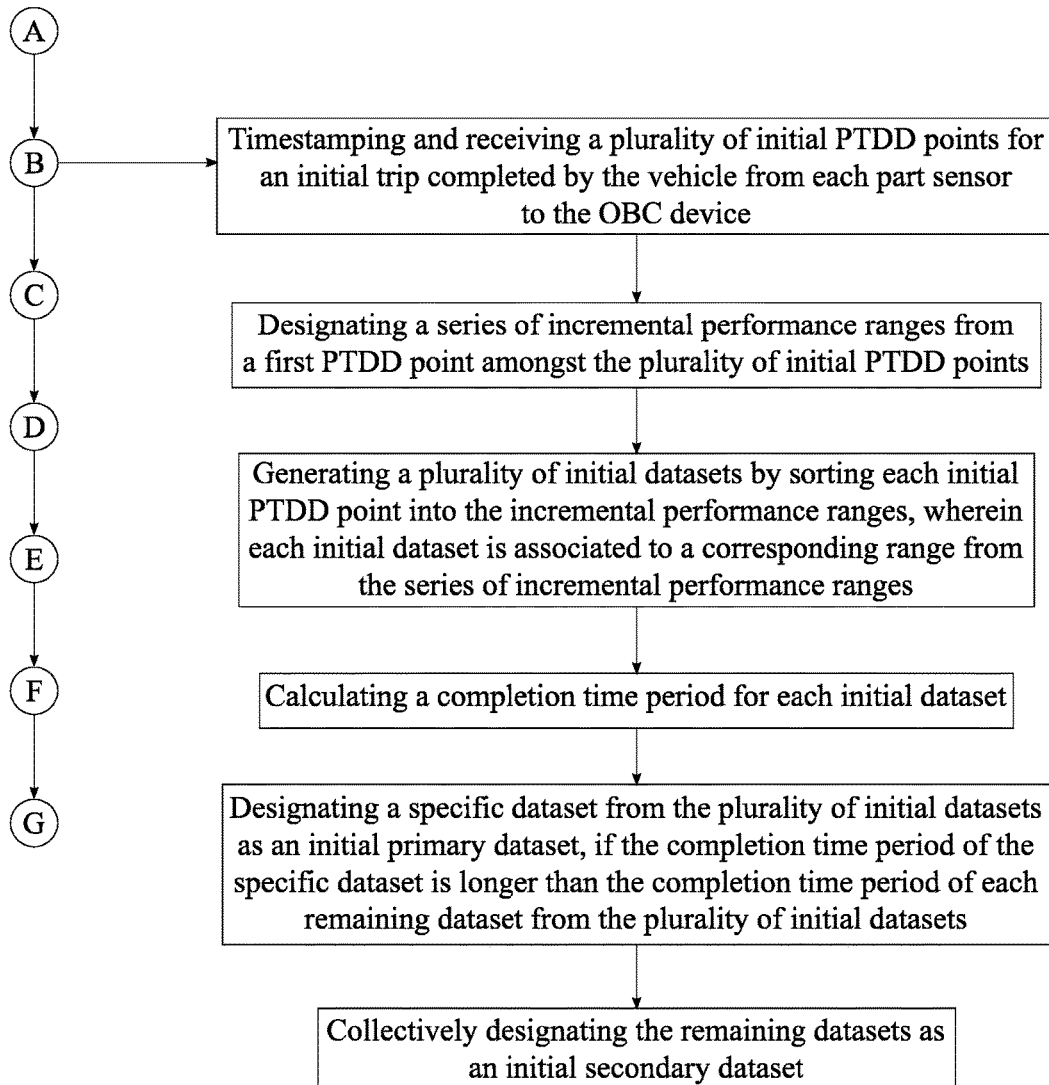 A
B
Timestamping and receiving a plurality of initial PTDD points for
an initial trip completed by the vehicle from each part sensor
to the OBC device
C
Designating a series of incremental performance ranges from
a first PTDD point amongst the plurality of initial PTDD points
D
Generating a plurality of initial datasets by sorting each initial
PTDD point into the incremental performance ranges, wherein
each initial dataset is associated to a corresponding range from
the series of incremental performance ranges
E
F
Calculating a completion time period for each initial dataset
G
Designating a specific dataset from the plurality of initial datasets
as an initial primary dataset, if the completion time period of the
specific dataset is longer than the completion time period of each
remaining dataset from the plurality of initial datasets
Collectively designating the remaining datasets as
an initial secondary dataset